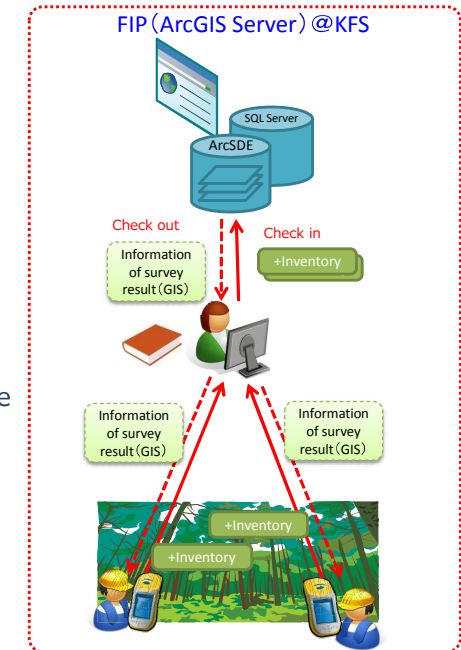 FIP（ArcGIS Server）＠KFS
SQL Server
ArcSDE
Check out
Check in
Information
of survey
result（GIS）
+Inventory
e
Information
of survey
result（GIS）
Information
of survey
result（GIS）
+Inventory
+Inventory